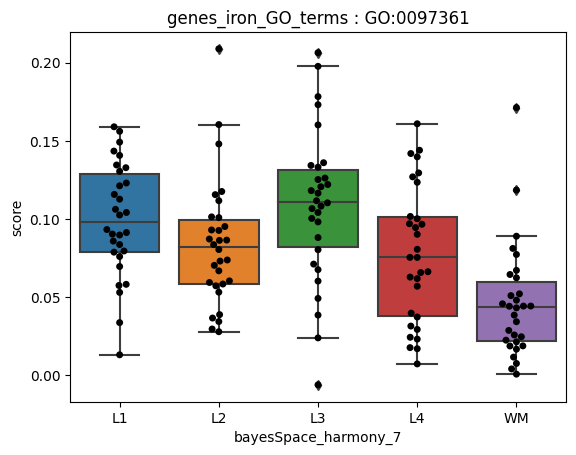 genes_iron_GO_terms : GO:0097361
0.20
0.15
0.10
0.05
0.00
score
L1 L2 L3 L4 WM
bayesSpace_harmony_7